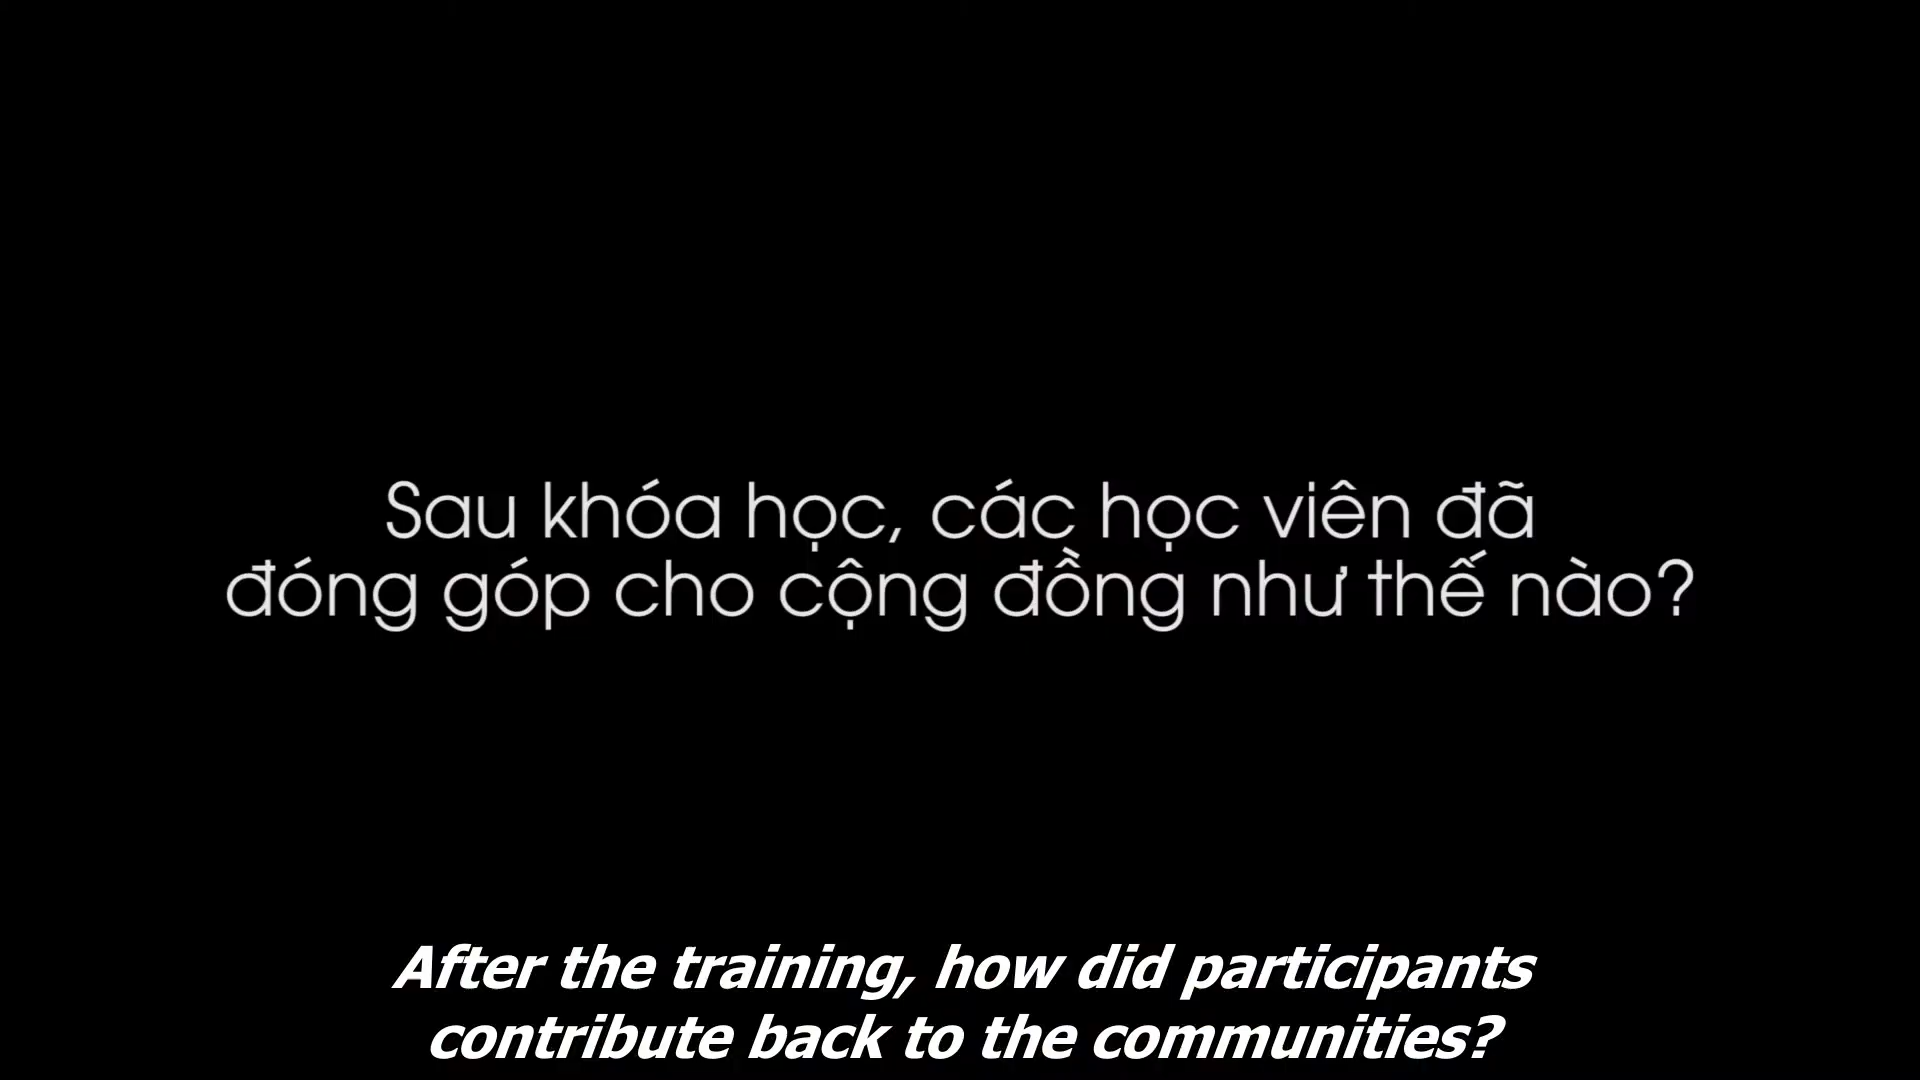 Sau khóa học, các học viên đã
đóng góp cho cộng đồng như thế nào?
After the training, how did participants
contribute back to the communities?